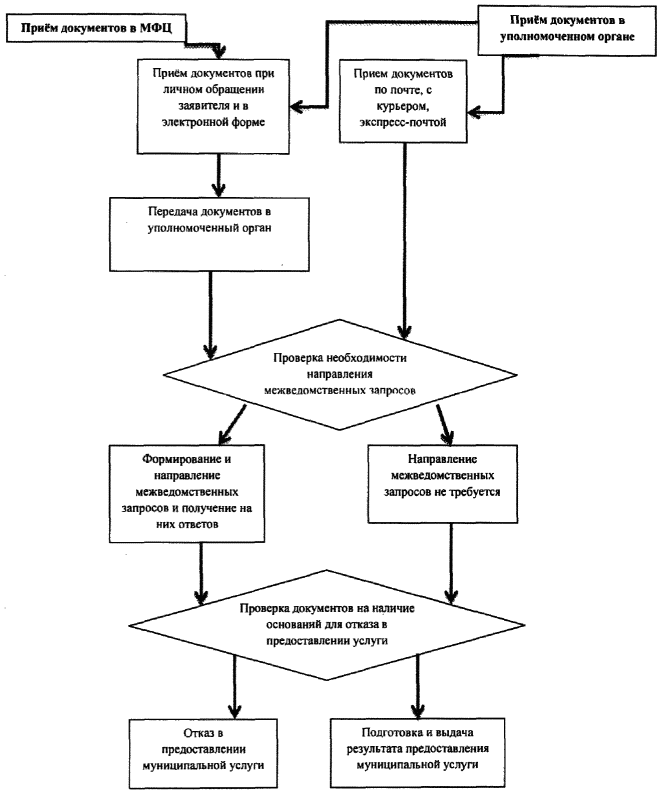 Приём документов в МФЦ
Приём документов в
уполномоченном органе
Приём документов при
личном обращении
заявителя и в
электронной форме
Прием документов
по почте, с
курьером,
экспресс-почтой
Передача документов в
уполномоченный орган
Проверка необходимости
направления
межведомственных запросов
Формирование и
направление
межведомственных
запросов и получение на
них ответов
Направление
межведомственных
запросов не требуется
Проверка документов на наличие
оснований для отказа в
предоставлении услуги
Отказ в
предоставлении
муниципальной услуги
Подготовка и выдача
результата предоставления
муниципальной услуги